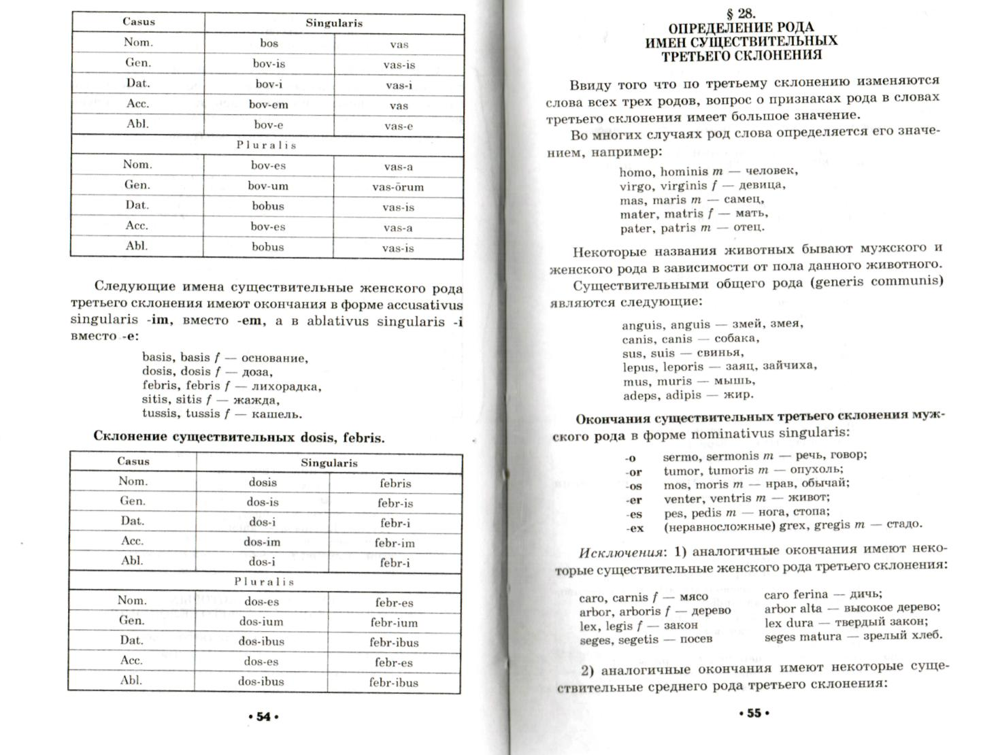 Casus Singularis
Nom. bos vas
Gen. bov-is vas-is
Dat. bov-i vas-i
Acc. bov-em vas
Abl. bov-e vas-e
Pluralis
Nom. bov-es vas-a
Gen. bov-um vas-ōrum
Dat. bobus vas-is
Acc. bov-es vas-a
Abl. bobus vas-is
Следующие имена существительные женского рода
третьего склонения имеют окончания в форме accusativus
singularis -im, вместо -em, а в ablativus singularis -i
вместо -e:
basis, basis f — основание,
dosis, dosis f — доза,
febris, febris f — лихорадка,
sitis, sitis f — жажда,
tussis, tussis f — кашель.
Склонение существительных dosis, febris.
Casus Singularis
Nom. dosis febris
Gen. dos-is febr-is
Dat. dos-i febr-i
Acc. dos-im febr-im
Abl. dos-i febr-i
Pluralis
Nom. dos-es febr-es
Gen. dos-ium febr-ium
Dat. dos-ibus febr-ibus
Acc. dos-es febr-es
Abl. dos-ibus febr-ibus
• 54 •
§ 28.
ОПРЕДЕЛЕНИЕ РОДА
ИМЕН СУЩЕСТВИТЕЛЬНЫХ
ТРЕТЬЕГО СКЛОНЕНИЯ
Ввиду того что по третьему склонению изменяются
слова всех трех родов, вопрос о признаках рода в словах
третьего склонения имеет большое значение.
Во многих случаях род слова определяется его значе-
нием, например:
homo, hominis m — человек,
virgo, virginis f — девица,
mas, maris m — самец,
mater, matris f — мать,
pater, patris m — отец.
Некоторые названия животных бывают мужского и
женского рода в зависимости от пола данного животного.
Существительными общего рода (generis communis)
являются следующие:
anguis, anguis — змей, змея,
canis, canis — собака,
sus, suis — свинья,
lepus, leporis — заяц, зайчиха,
mus, muris — мышь,
adeps, adipis — жир.
Окончания существительных третьего склонения муж-
ского рода в форме nominativus singularis:
-o sermo, sermonis m — речь, говор;
-or tumor, tumoris m — опухоль;
-os mos, moris m — нрав, обычай;
-er venter, ventris m — живот;
-es pes, pedis m — нога, стопа;
-ex (неравносложные) grex, gregis m — стадо.
Исключения: 1) аналогичные окончания имеют неко-
торые существительные женского рода третьего склонения:
caro, carnis f — мясо caro ferina — дичь;
arbor, arboris f — дерево arbor alta — высокое дерево;
lex, legis f — закон lex dura — твердый закон;
seges, segetis — посев seges matura — зрелый хлеб.
2) аналогичные окончания имеют некоторые суще-
ствительные среднего рода третьего склонения:
• 55 •